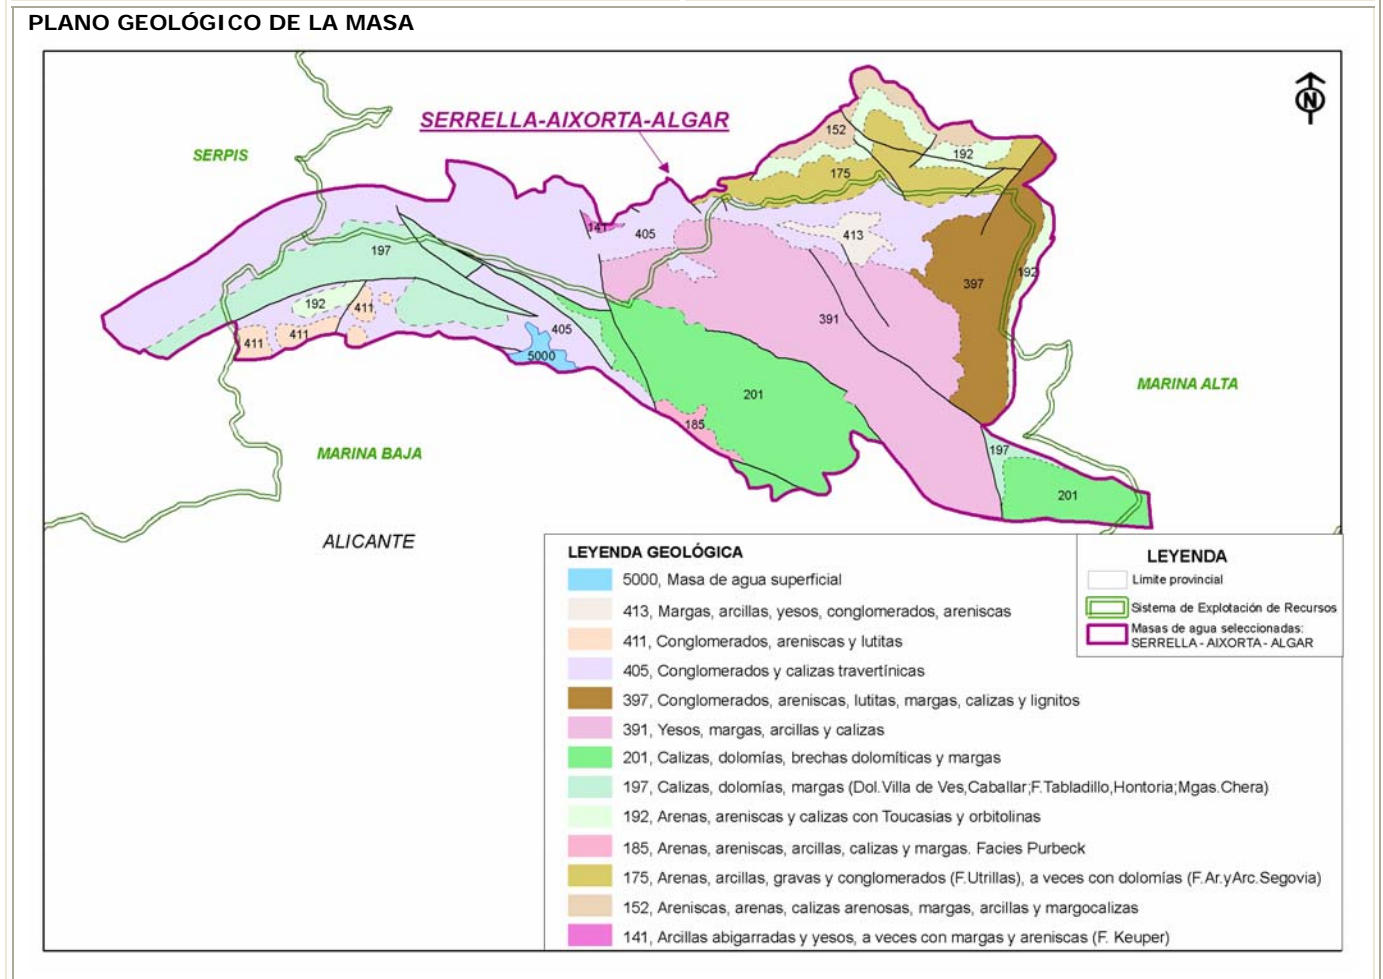 PLANO GEOLÓGICO DE LA MASA
SERRELLA-AIXORTA-ALGAR
N
SERPIS
152
192
175
141
405
413
197
397
192
192
411
391
411
411
405
5000
201
MARINA ALTA
185
MARINA BAJA
197
201
ALICANTE
LEYENDA GEOLÓGICA
5000, Masa de agua superficial
413, Margas, arcillas, yesos, conglomerados, areniscas
411, Conglomerados, areniscas y lutitas
405, Conglomerados y calizas travertínicas
397, Conglomerados, areniscas, lutitas, margas, calizas y lignitos
391, Yesos, margas, arcillas y calizas
201, Calizas, dolomías, brechas dolomíticas y margas
197, Calizas, dolomías, margas (Dol.Villa de Ves,Caballar;F.Tabladillo,Hontoria;Mgas.Chera)
192, Arenas, areniscas y calizas con Toucasias y orbitolinas
185, Arenas, areniscas, arcillas, calizas y margas. Facies Purbeck
175, Arenas, arcillas, gravas y conglomerados (F.Utrillas), a veces con dolomías (F.Ar.yArc.Segovia)
152, Areniscas, arenas, calizas arenosas, margas, arcillas y margocalizas
141, Arcillas abigarradas y yesos, a veces con margas y areniscas (F. Keuper)
LEYENDA
Limite provincial
Sistema de Explotación de Recursos
Masas de agua seleccionadas:
SERRELLA - AIXORTA - ALGAR